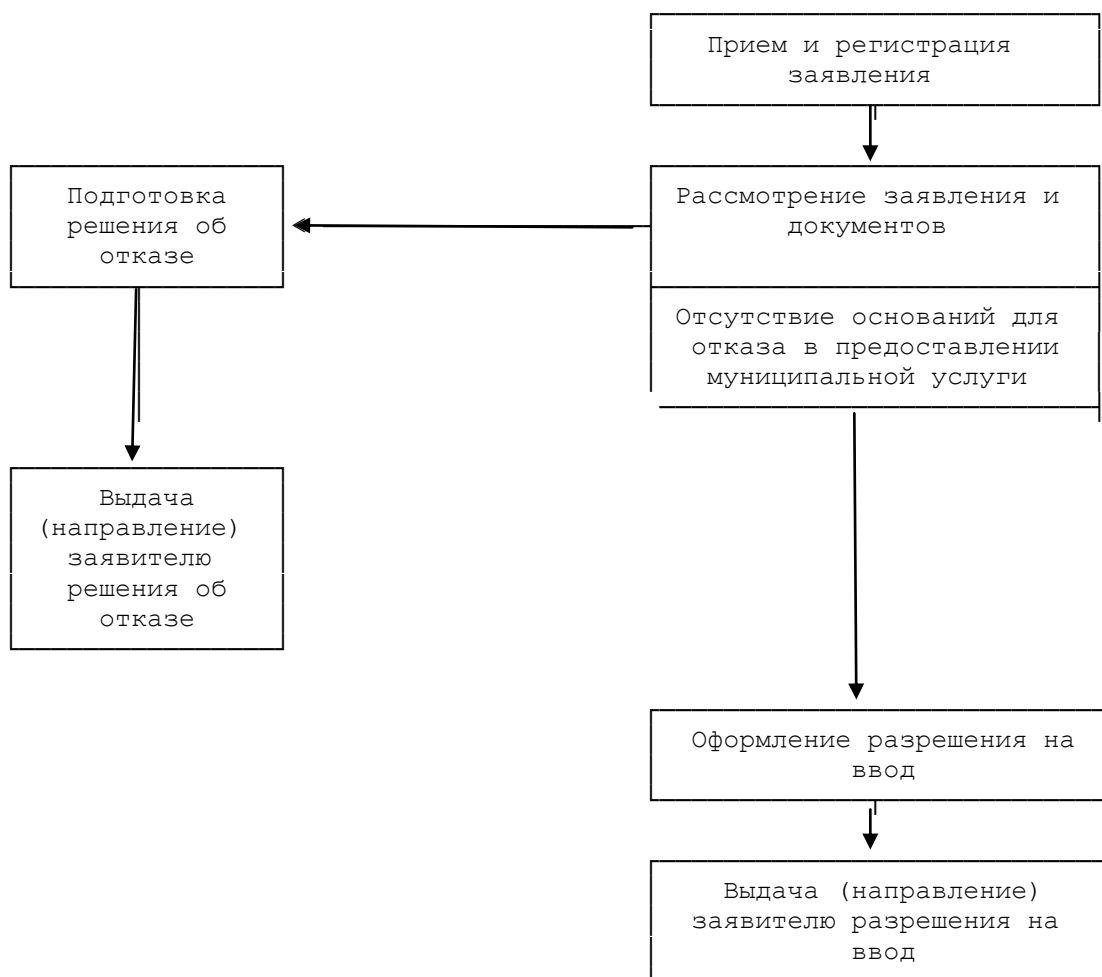 Прием и регистрация
заявления
Подготовка
решения об
отказе
Рассмотрение заявления и
документов
Отсутствие оснований для
отказа в предоставлении
муниципальной услуги
Выдача
(направление)
заявителю
решения об
отказе
Оформление разрешения на
ввод
Выдача (направление)
заявителю разрешения на
ввод